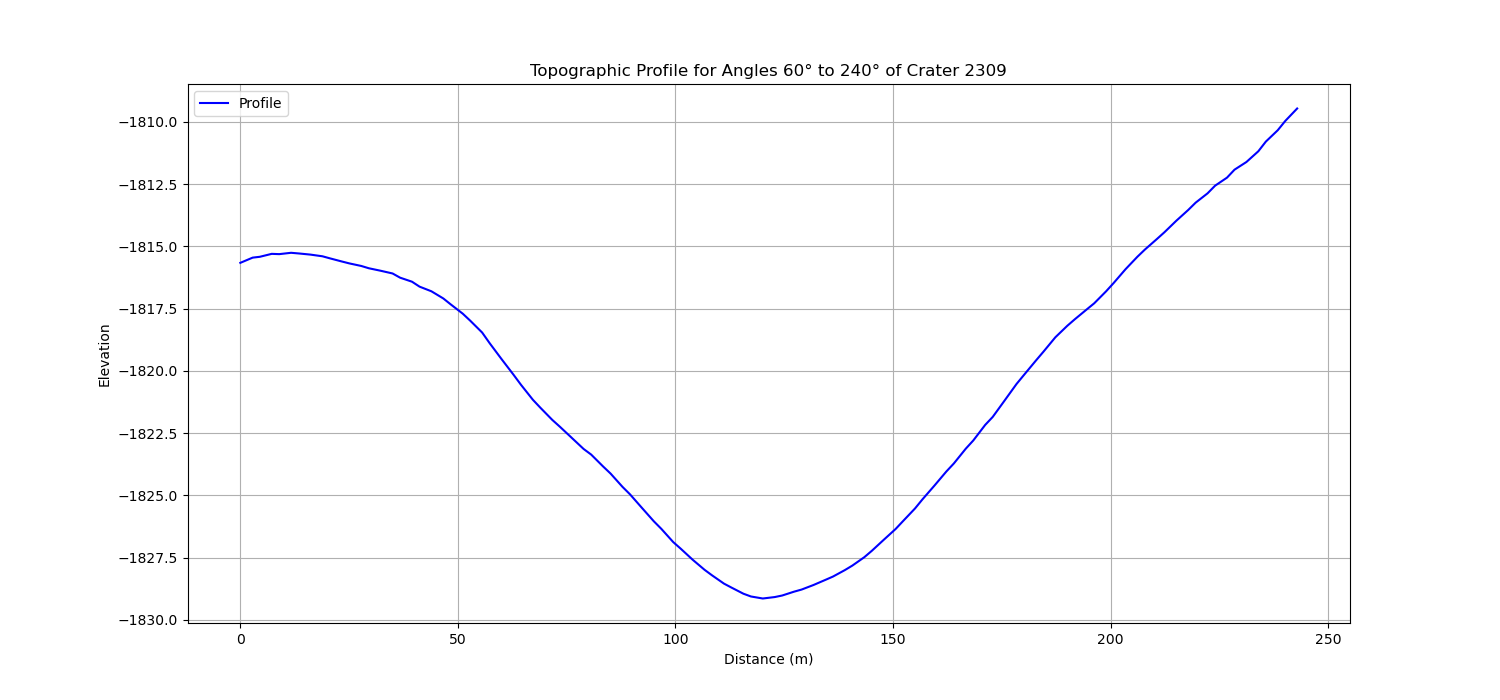 Topographic Profile for Angles 60° to 240° of Crater 2309
Profile
−1810.0
−1812.5
−1815.0
−1817.5
−1820.0
−1822.5
−1825.0
−1827.5
−1830.0
Elevation
0 50 100 150 200 250
Distance (m)